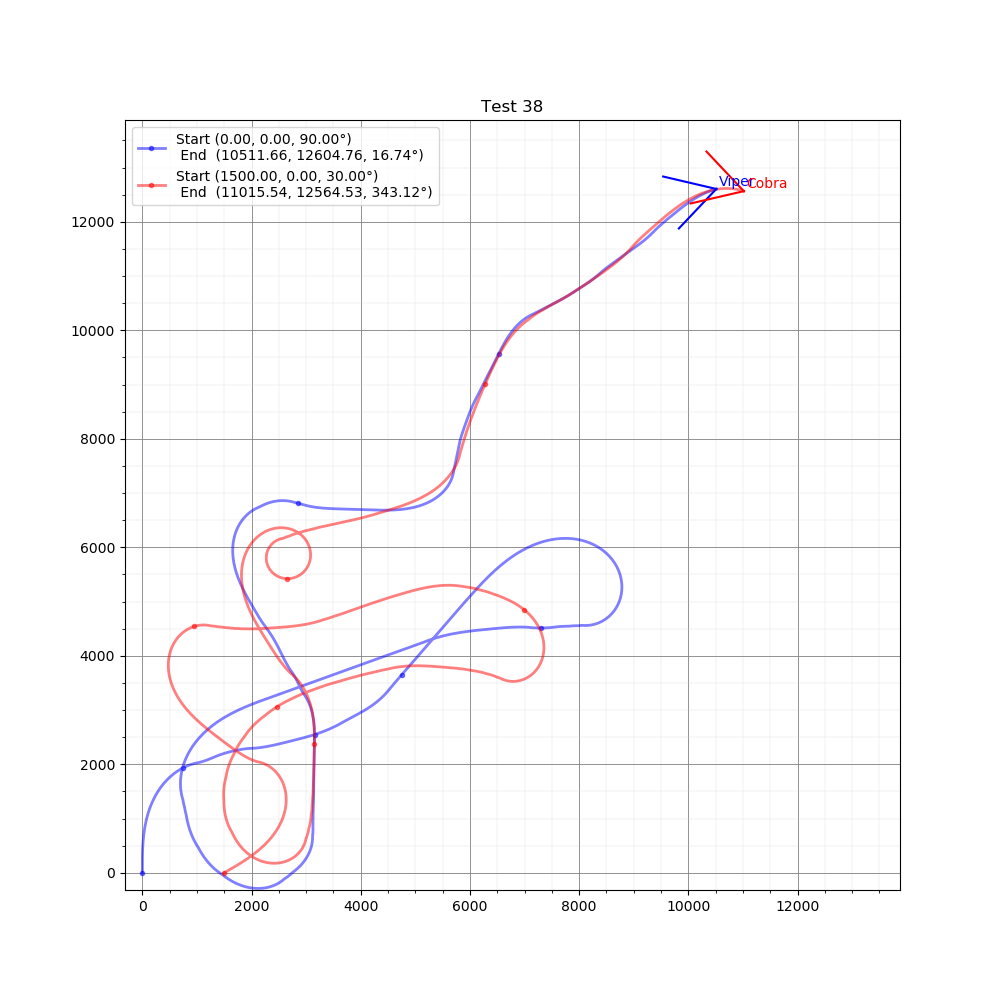 Test 38
Start (0.00, 0.00, 90.00°)
End (10511.66, 12604.76, 16.74°)
Start (1500.00, 0.00, 30.00°)
End (11015.54, 12564.53, 343.12°)
Viper
Cobra
12000
10000
8000
6000
4000
2000
0
0 2000 4000 6000 8000 10000 12000